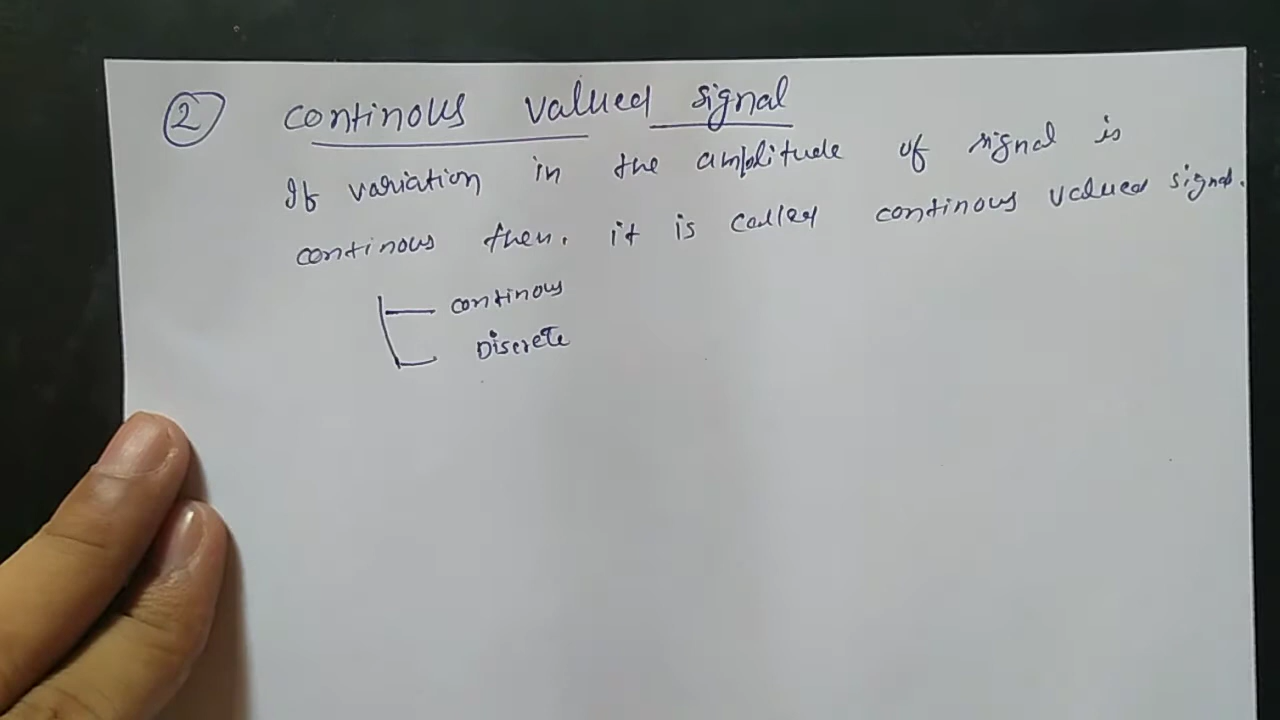 2 continous valued signal
If variation in the amplitude of signal is
continous then. it is called continous valued signal.
continous
Discrete